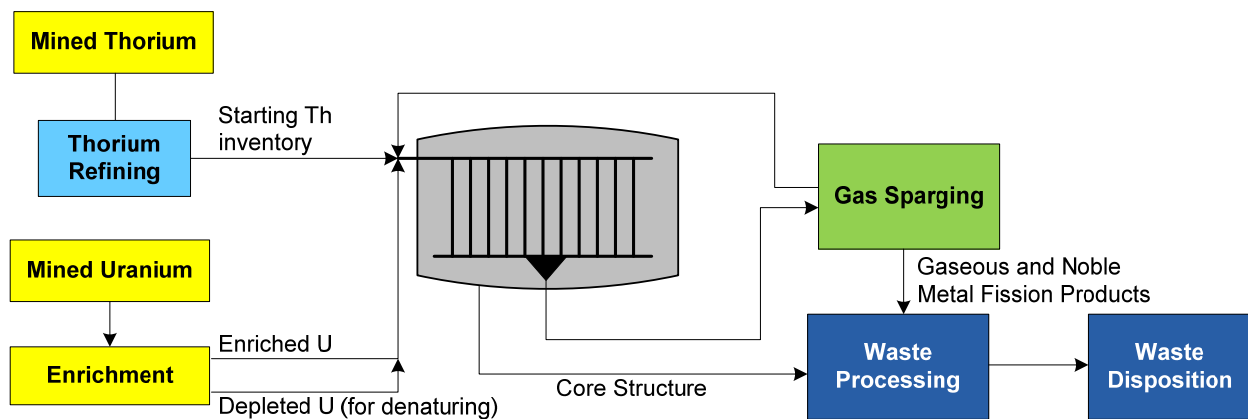 Mined Thorium
Thorium
Refining
Starting Th
inventory
Mined Uranium
Enrichment
Enriched U
Depleted U (for denaturing)
Core Structure
Gas Sparging
Gaseous and Noble
Metal Fission Products
Waste
Processing
Waste
Disposition